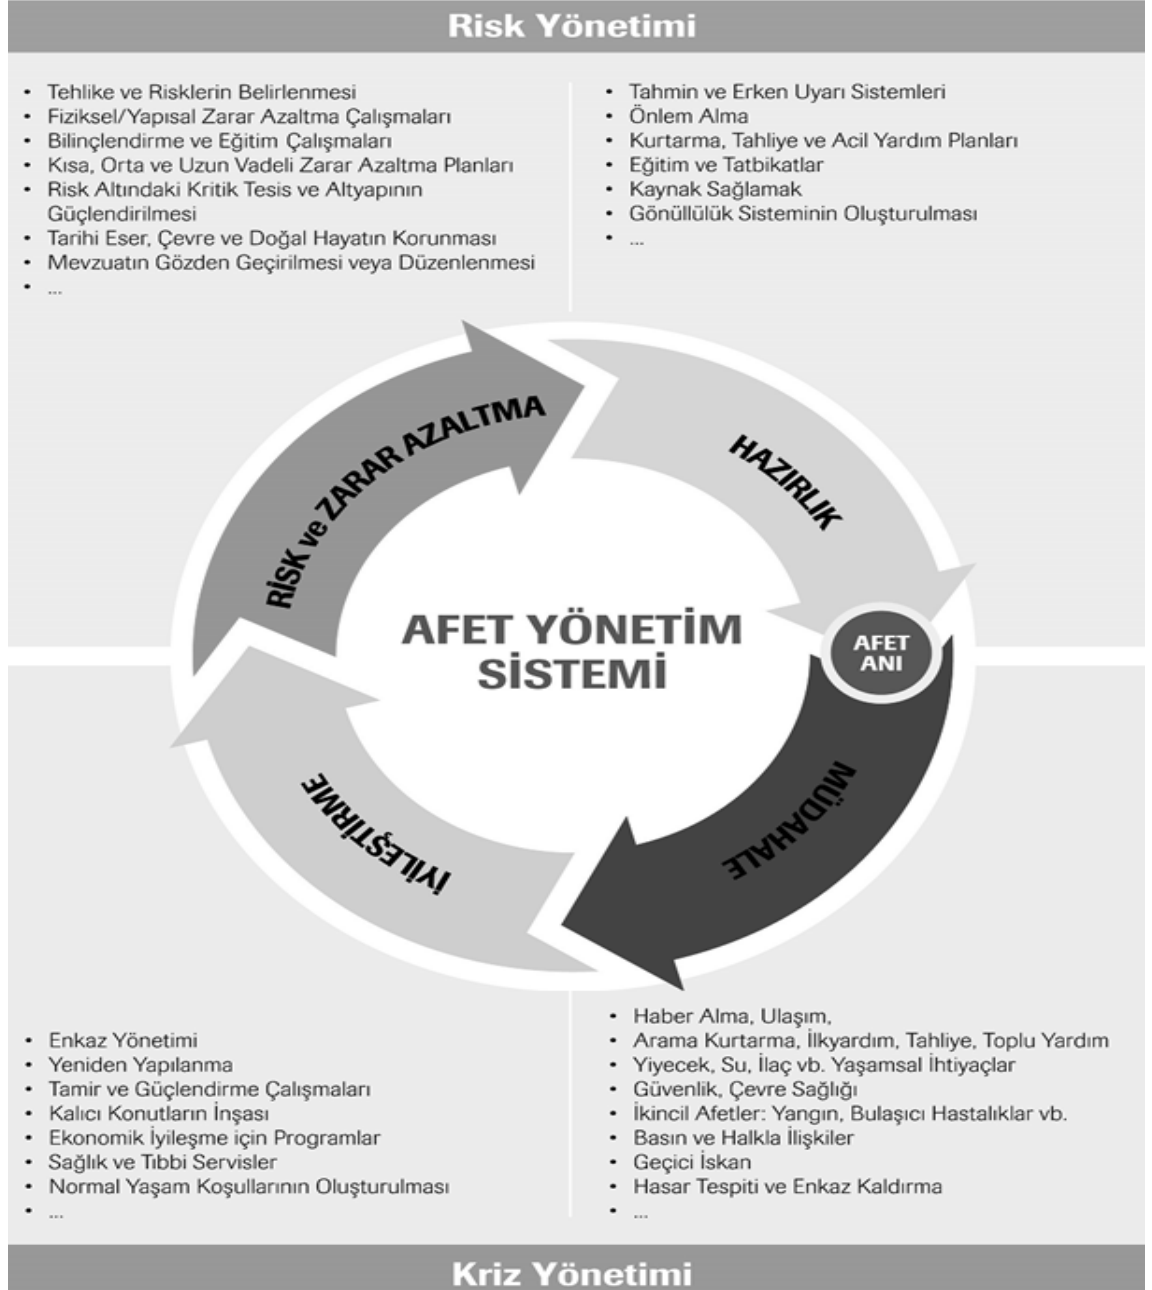 Risk Yönetimi
• Tehlike ve Risklerin Belirlenmesi
• Fiziksel/Yapısal Zarar Azaltma Çalışmaları
• Bilinçlendirme ve Eğitim Çalışmaları
• Kısa, Orta ve Uzun Vadeli Zarar Azaltma Planları
• Risk Altındaki Kritik Tesis ve Altyapının
Güçlendirilmesi
• Tarihi Eser, Çevre ve Doğal Hayatın Korunması
• Mevzuatın Gözden Geçirilmesi veya Düzenlenmesi
• ...
• Tahmin ve Erken Uyarı Sistemleri
• Önlem Alma
• Kurtarma, Tahliye ve Acil Yardım Planları
• Eğitim ve Tatbikatlar
• Kaynak Sağlamak
• Gönüllülük Sisteminin Oluşturulması
• ...
RİSK ve ZARAR AZALTMA
HAZIRLIK
AFET YÖNETİM
SİSTEMİ
AFET
ANI
İYİLEŞTİRME
MÜDAHALE
• Enkaz Yönetimi
• Yeniden Yapılanma
• Tamir ve Güçlendirme Çalışmaları
• Kalıcı Konutların İnşası
• Ekonomik İyileşme için Programlar
• Sağlık ve Tıbbi Servisler
• Normal Yaşam Koşullarının Oluşturulması
• ...
• Haber Alma, Ulaşım,
• Arama Kurtarma, İlkyardım, Tahliye, Toplu Yardım
• Yiyecek, Su, İlaç vb. Yaşamsal İhtiyaçlar
• Güvenlik, Çevre Sağlığı
• İkincil Afetler: Yangın, Bulaşıcı Hastalıklar vb.
• Basın ve Halkla İlişkiler
• Geçici İskan
• Hasar Tespiti ve Enkaz Kaldırma
• ...
Kriz Yönetimi